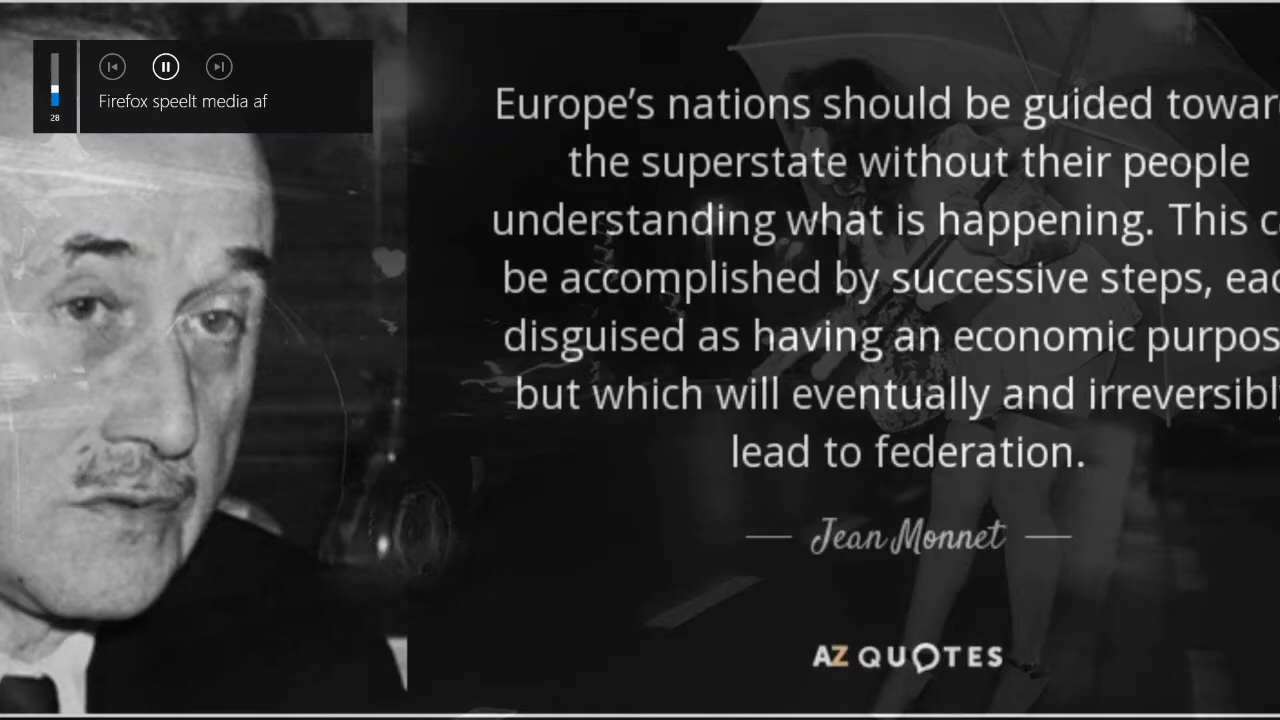 28
Firefox speelt media af
Europe's nations should be guided towar
the superstate without their people
understanding what is happening. This c
be accomplished by successive steps, eac
disguised as having an economic purpos
but which will eventually and irreversibl
lead to federation.
Jean Monnet
AZ QUOTES